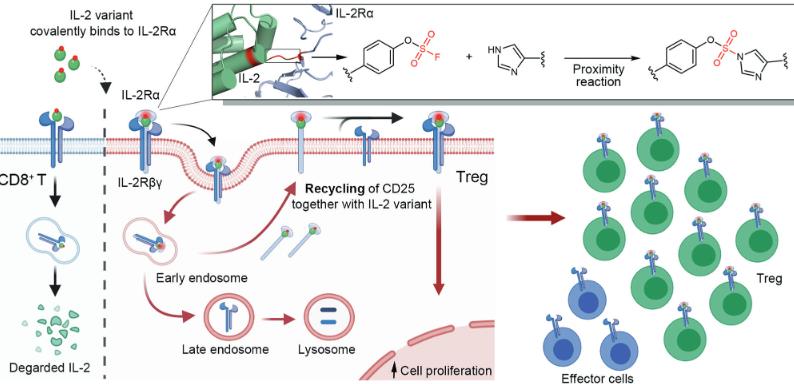 IL-2 variant
covalently binds to IL-2Rα
IL-2Rα
IL-2
O
O
S
O
F
+
HN
N
Proximity
reaction
O
O
S
O
N
N
IL-2Rα
CD8⁺ T
IL-2Rβγ
Recycling of CD25
together with IL-2 variant
Treg
Early endosome
Late endosome
Lysosome
Degarded IL-2
Cell proliferation
Treg
Effector cells